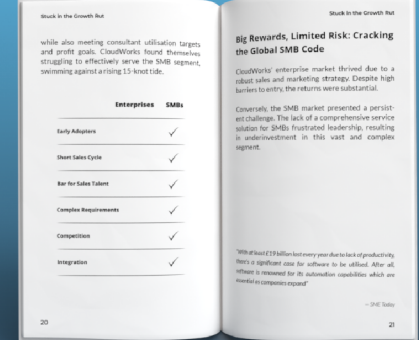 Stuck in the Growth Rut
while also meeting consultant utilisation targets
and profit goals. CloudWorks found themselves
struggling to effectively serve the SMB segment,
swimming against a rising 15-knot tide.
Enterprises SMBs
Early Adopters ✓
Short Sales Cycle ✓
Bar for Sales Talent ✓
Complex Requirements ✓
Competition ✓
Integration ✓
20
Stuck in the Growth Rut
Big Rewards, Limited Risk: Cracking
the Global SMB Code
CloudWorks' enterprise market thrived due to a
robust sales and marketing strategy. Despite high
barriers to entry, the returns were substantial.
Conversely, the SMB market presented a persist-
ent challenge. The lack of a comprehensive service
solution for SMBs frustrated leadership, resulting
in underinvestment in this vast and complex
segment.
"With at least £19 billion lost every year due to lack of productivity,
there's a significant case for software to be utilised. After all,
software is renowned for its automation capabilities which are
essential as companies expand"
— SME Today
21